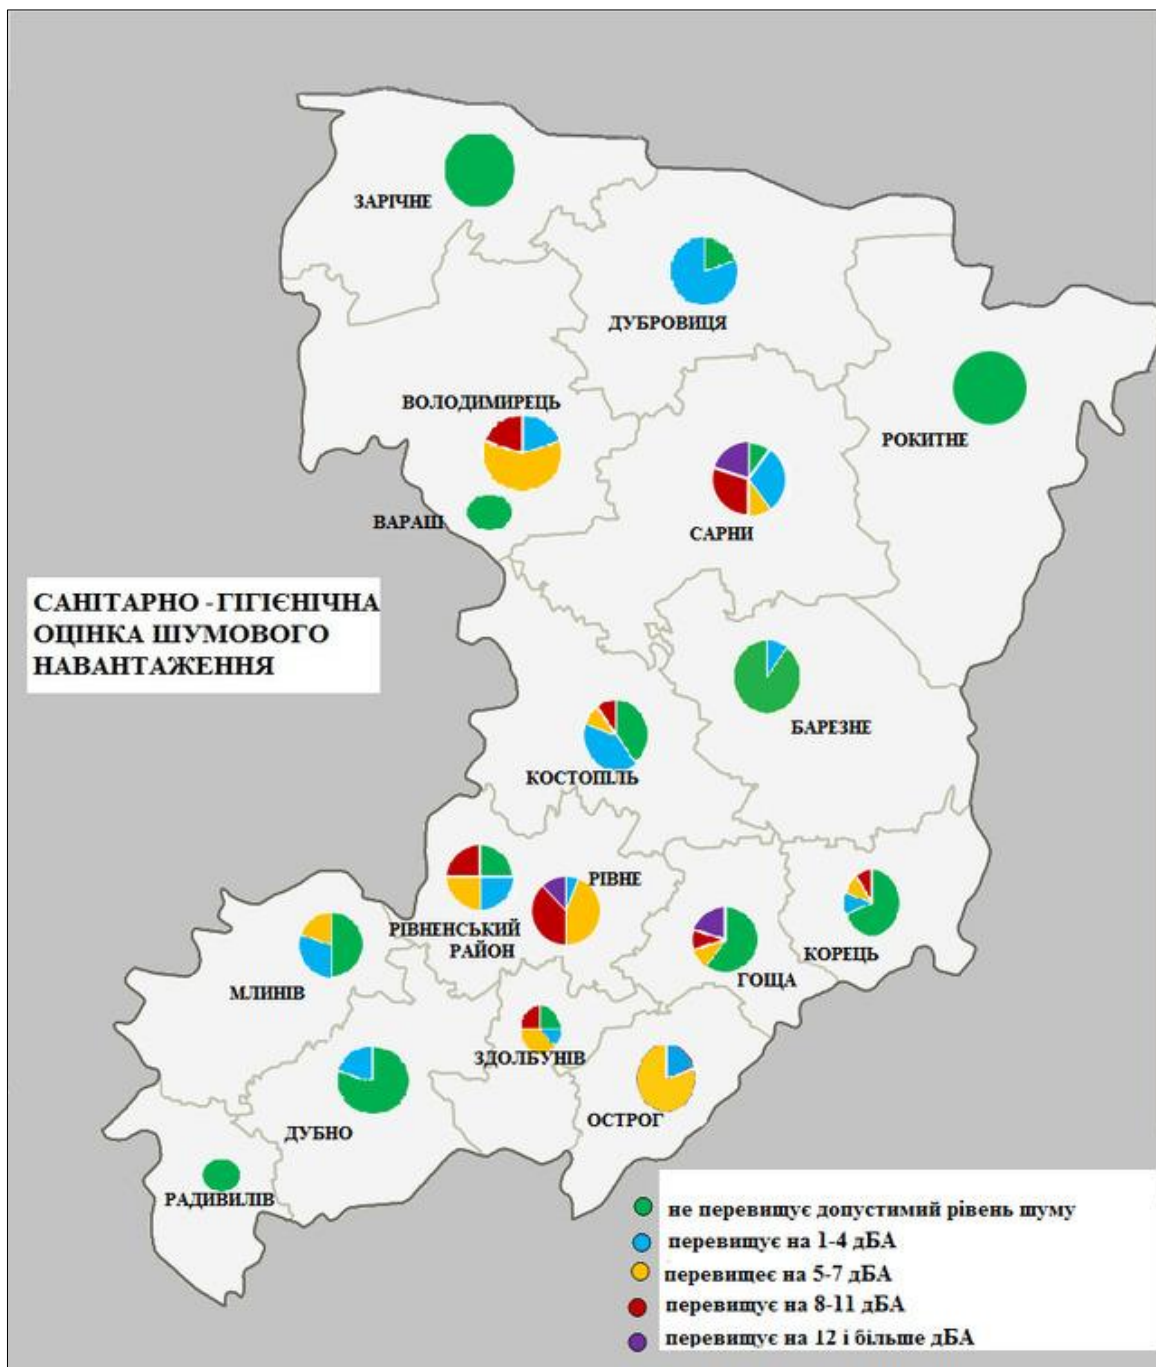 ЗАРІЧНЕ
ДУБРОВИЦЯ
ВОЛОДИМИРЕЦЬ
РОКИТНЕ
ВАРАШ
САРНИ
САНІТАРНО - ГІГІЄНІЧНА
ОЦІНКА ШУМОВОГО
НАВАНТАЖЕННЯ
БАРЕЗНЕ
КОСТОПІЛЬ
РІВНЕ
РІВНЕНСЬКИЙ
РАЙОН
КОРЕЦЬ
ГОЩА
МЛИНІВ
ЗДОЛБУНІВ
ОСТРОГ
ДУБНО
РАДИВИЛІВ
не перевищує допустимий рівень шуму
перевищує на 1-4 дБА
перевищеє на 5-7 дБА
перевищує на 8-11 дБА
перевищує на 12 і більше дБА